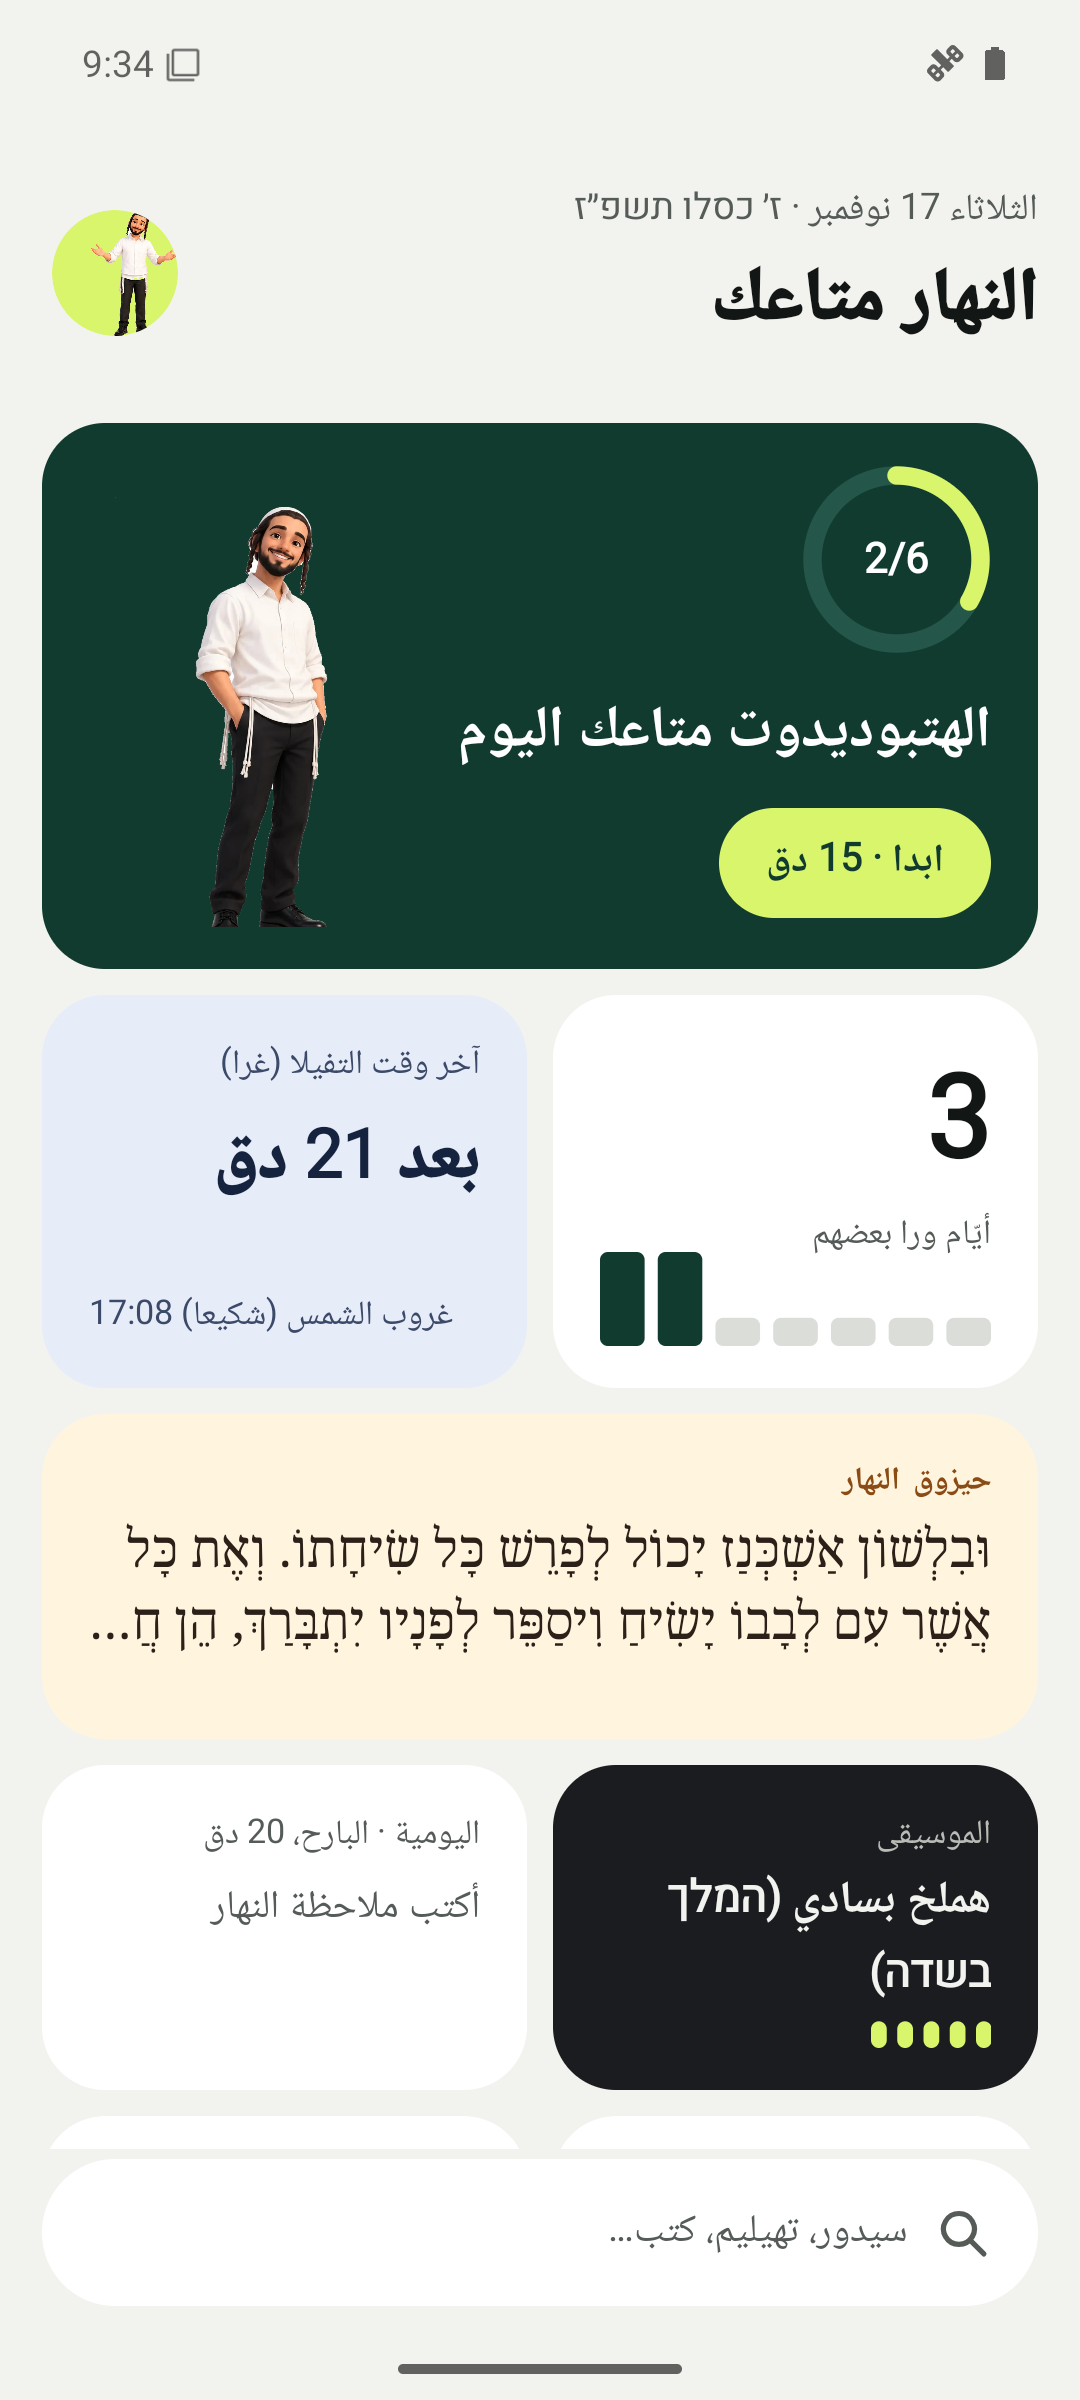 9:34
الثلاثاء 17 نوفمبر · ז׳ כסלו תשפ״ז
النهار متاعك
2/6
الهتبوديدوت متاعك اليوم
ابدا · 15 دق
3
أيّام ورا بعضهم
آخر وقت التفيلا (غرا)
بعد 21 دق
غروب الشمس (شكيعا) 17:08
حيزوق النهار
וּבִלְשׁוֹן אַשְׁכְּנַז יָכוֹל לְפָרֵשׁ כָּל שִׂיחָתוֹ. וְאֶת כָּל
אֲשֶׁר עִם לְבָבוֹ יָשִׂיחַ וִיסַפֵּר לְפָנָיו יִתְבָּרַךְ, הֵן חֲ...
الموسيقى
هملخ بسادي (המלך
בשדה)
اليومية · البارح، 20 دق
أكتب ملاحظة النهار
سيدور، تهيليم، كتب...